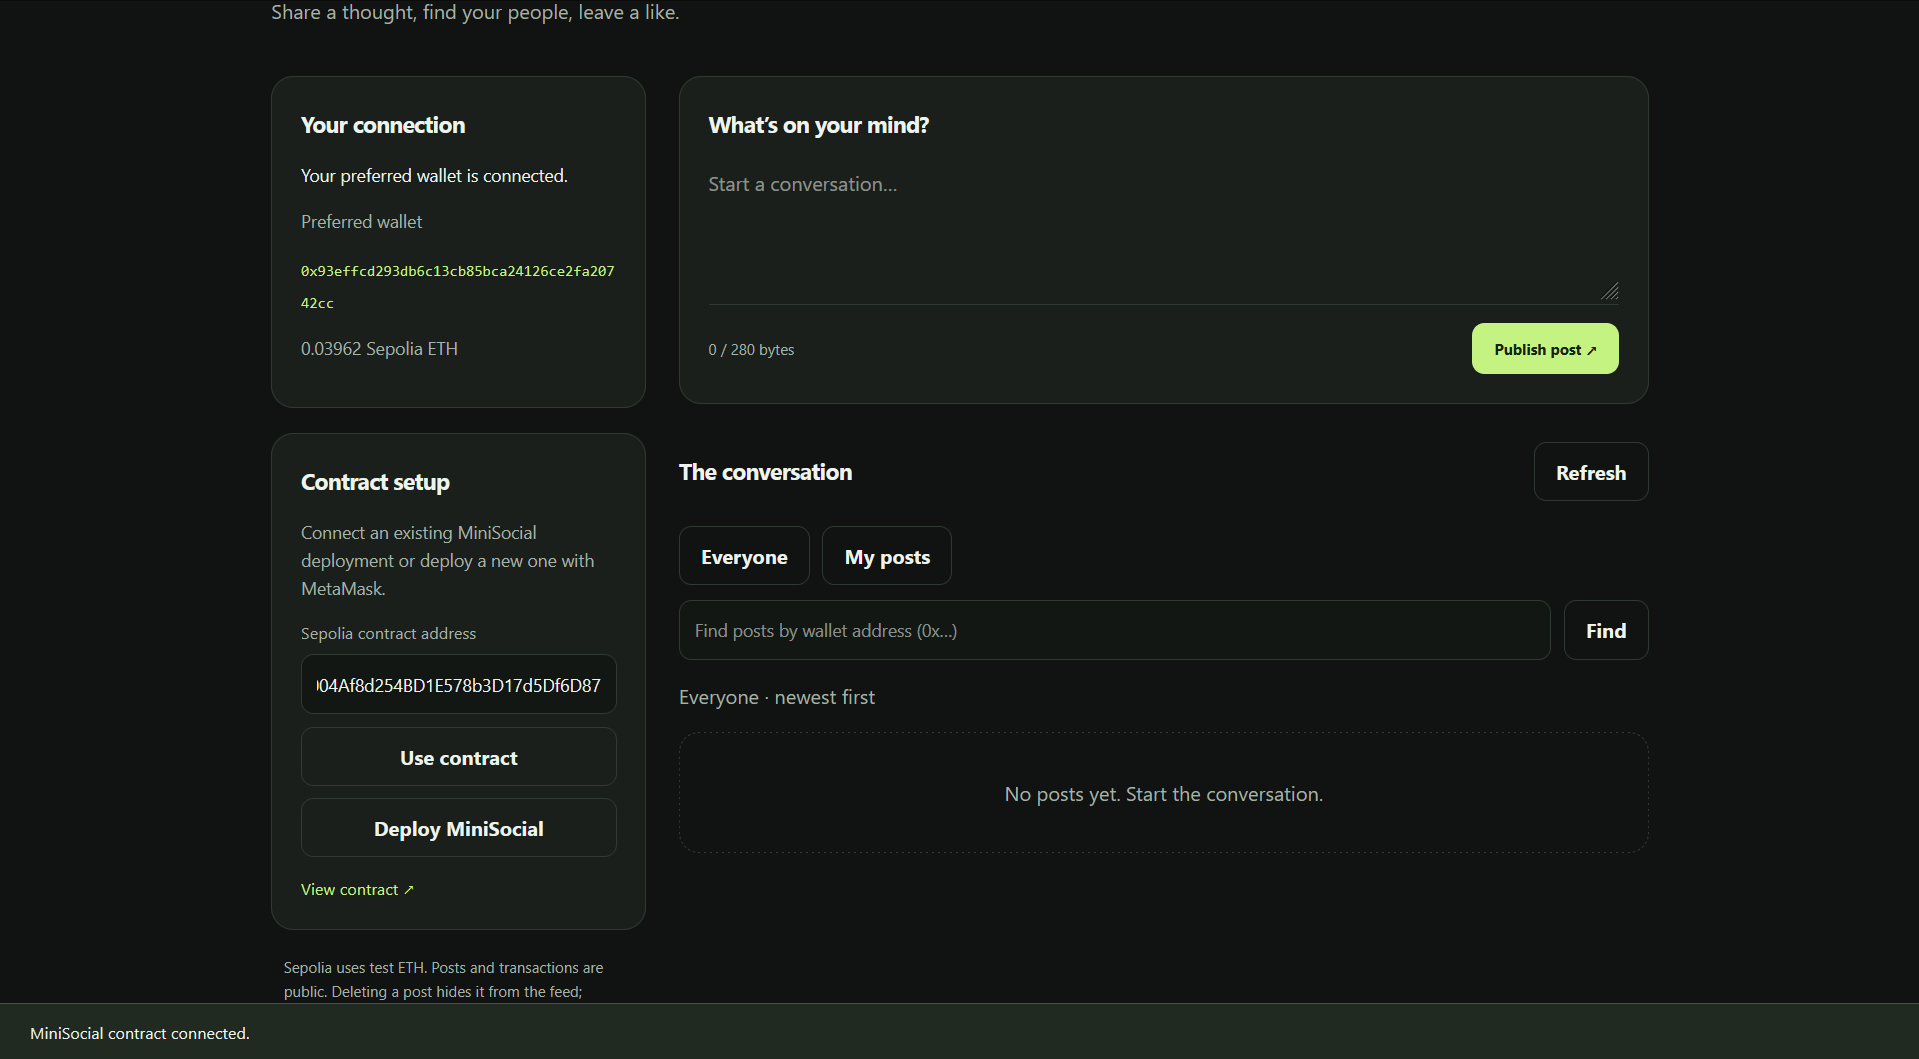 Share a thought, find your people, leave a like.
Your connection
Your preferred wallet is connected.
Preferred wallet
0x93effcd293db6c13cb85bca24126ce2fa207
42cc
0.03962 Sepolia ETH
What's on your mind?
Start a conversation...
0 / 280 bytes
Publish post ↗
Contract setup
Connect an existing MiniSocial
deployment or deploy a new one with
MetaMask.
Sepolia contract address
04Af8d254BD1E578b3D17d5Df6D87
Use contract
Deploy MiniSocial
View contract ↗
The conversation
Refresh
Everyone
My posts
Find posts by wallet address (0x...)
Find
Everyone · newest first
No posts yet. Start the conversation.
Sepolia uses test ETH. Posts and transactions are
public. Deleting a post hides it from the feed;
MiniSocial contract connected.